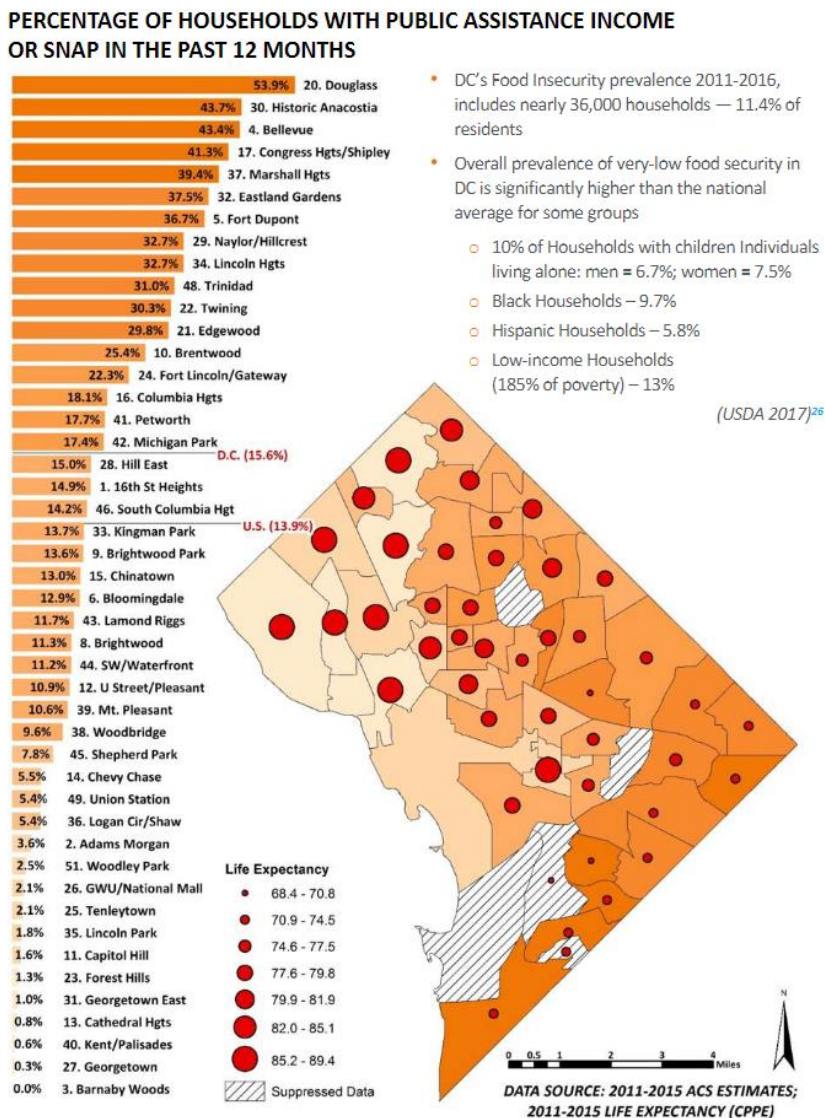 PERCENTAGE OF HOUSEHOLDS WITH PUBLIC ASSISTANCE INCOME
OR SNAP IN THE PAST 12 MONTHS
53.9% 20. Douglass
43.7% 30. Historic Anacostia
43.4% 4. Bellevue
41.3% 17. Congress Hgts/Shipley
39.4% 37. Marshall Hgts
37.5% 32. Eastland Gardens
36.7% 5. Fort Dupont
32.7% 29. Naylor/Hillcrest
32.7% 34. Lincoln Hgts
31.0% 48. Trinidad
30.3% 22. Twining
29.8% 21. Edgewood
25.4% 10. Brentwood
22.3% 24. Fort Lincoln/Gateway
18.1% 16. Columbia Hgts
17.7% 41. Petworth
17.4% 42. Michigan Park
D.C. (15.6%)
15.0% 28. Hill East
14.9% 1. 16th St Heights
14.2% 46. South Columbia Hgt
U.S. (13.9%)
13.7% 33. Kingman Park
13.6% 9. Brightwood Park
13.0% 15. Chinatown
12.9% 6. Bloomingdale
11.7% 43. Lamond Riggs
11.3% 8. Brightwood
11.2% 44. SW/Waterfront
10.9% 12. U Street/Pleasant
10.6% 39. Mt. Pleasant
9.6% 38. Woodbridge
7.8% 45. Shepherd Park
5.5% 14. Chevy Chase
5.4% 49. Union Station
5.4% 36. Logan Cir/Shaw
3.6% 2. Adams Morgan
2.5% 51. Woodley Park
2.1% 26. GWU/National Mall
2.1% 25. Tenleytown
1.8% 35. Lincoln Park
1.6% 11. Capitol Hill
1.3% 23. Forest Hills
1.0% 31. Georgetown East
0.8% 13. Cathedral Hgts
0.6% 40. Kent/Palisades
0.3% 27. Georgetown
0.0% 3. Barnaby Woods
• DC's Food Insecurity prevalence 2011-2016,
includes nearly 36,000 households — 11.4% of
residents
• Overall prevalence of very-low food security in
DC is significantly higher than the national
average for some groups
o 10% of Households with children Individuals
living alone: men = 6.7%; women = 7.5%
o Black Households – 9.7%
o Hispanic Households – 5.8%
o Low-income Households
(185% of poverty) – 13%
(USDA 2017)26
Life Expectancy
68.4 - 70.8
70.9 - 74.5
74.6 - 77.5
77.6 - 79.8
79.9 - 81.9
82.0 - 85.1
85.2 - 89.4
Suppressed Data
N
0 0.5 1 2 3 4
Miles
DATA SOURCE: 2011-2015 ACS ESTIMATES;
2011-2015 LIFE EXPECTANCY (CPPE)